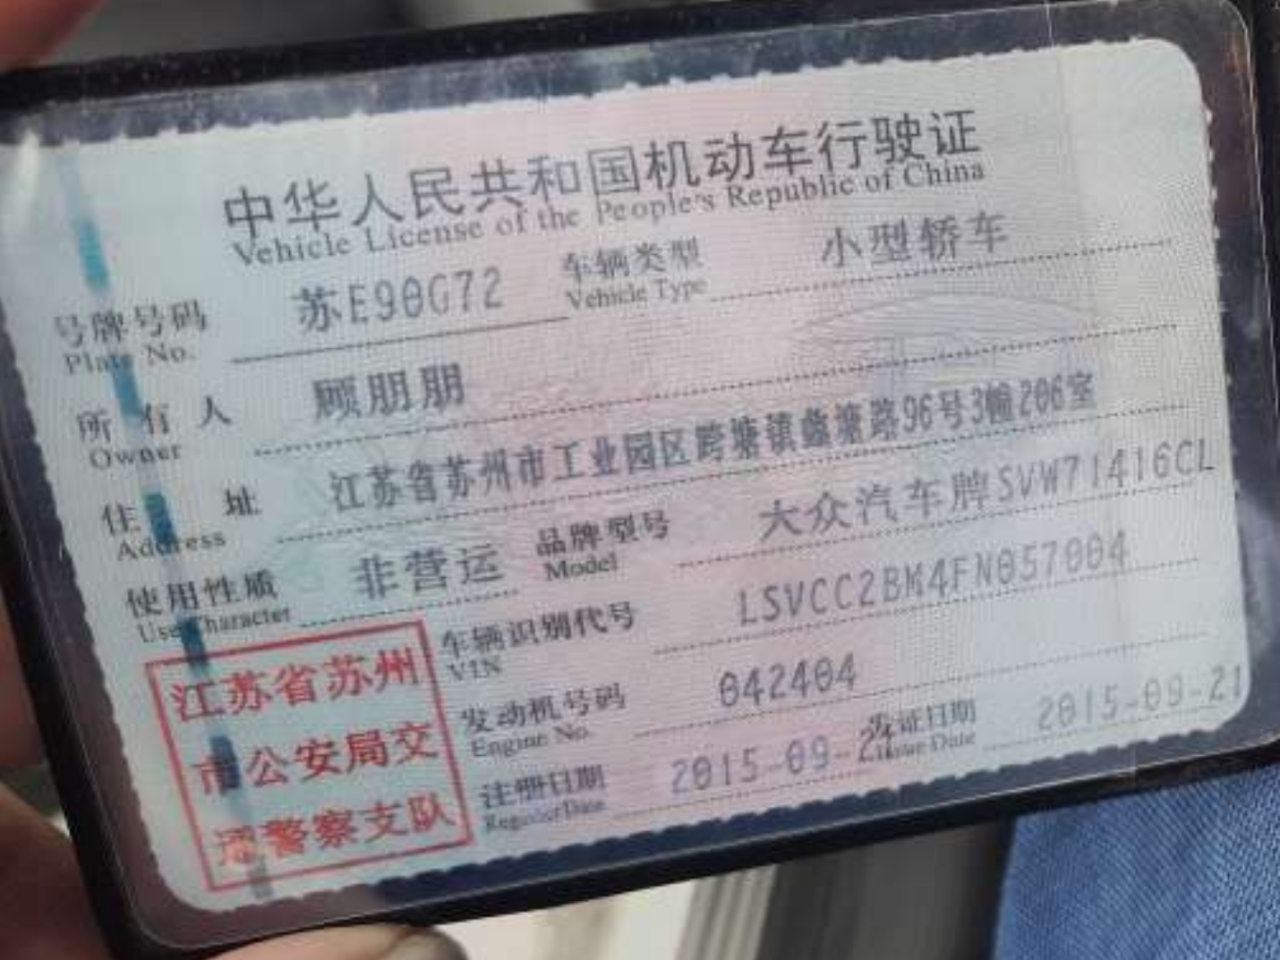 中华人民共和国机动车行驶证
Vehicle License of the People's Republic of China
号牌号码 苏E90G72 车辆类型 小型轿车
Plate No. Vehicle Type
所有人 顾朋朋
Owner
住址 江苏省苏州市工业园区跨塘镇蠡塘路96号3幢206室
Address
使用性质 非营运 品牌型号 大众汽车牌SVW71416CL
Use Character Model
车辆识别代号 LSVCC2BM4FN057004
VIN
发动机号码 042404
Engine No.
注册日期 2015-09-21 发证日期 2015-09-21
Register Date Issue Date
江苏省苏州
市公安局交
通警察支队